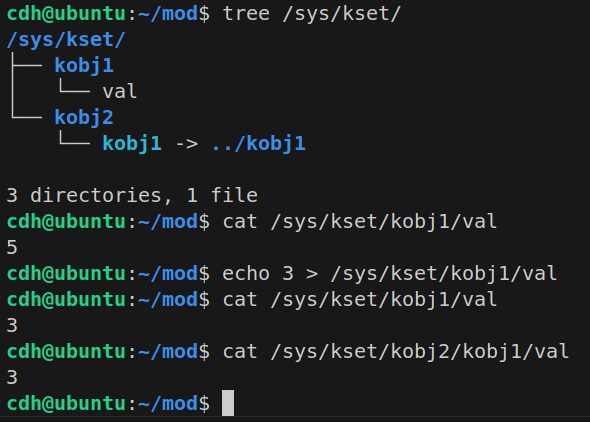 cdh@ubuntu:~/mod$ tree /sys/kset/
/sys/kset/
├── kobj1
│   └── val
└── kobj2
    └── kobj1 -> ../kobj1

3 directories, 1 file
cdh@ubuntu:~/mod$ cat /sys/kset/kobj1/val
5
cdh@ubuntu:~/mod$ echo 3 > /sys/kset/kobj1/val
cdh@ubuntu:~/mod$ cat /sys/kset/kobj1/val
3
cdh@ubuntu:~/mod$ cat /sys/kset/kobj2/kobj1/val
3
cdh@ubuntu:~/mod$